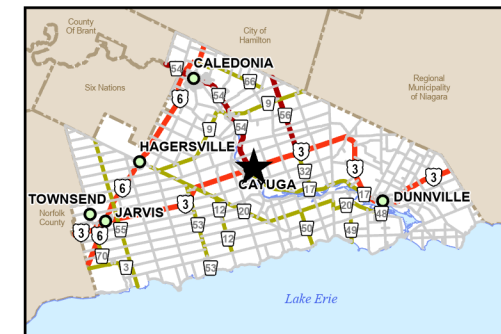 County
Of Brant
City of
Hamilton
CALEDONIA
54
66
Six Nations
6
54
Regional
Municipality
of Niagara
9
56
9
54
HAGERSVILLE
3
3
32
CAYUGA
6
17
17
3
TOWNSEND
3
DUNNVILLE
Norfolk
County
JARVIS
12
20
20
48
3
6
55
53
12
50
49
70
3
53
Lake Erie